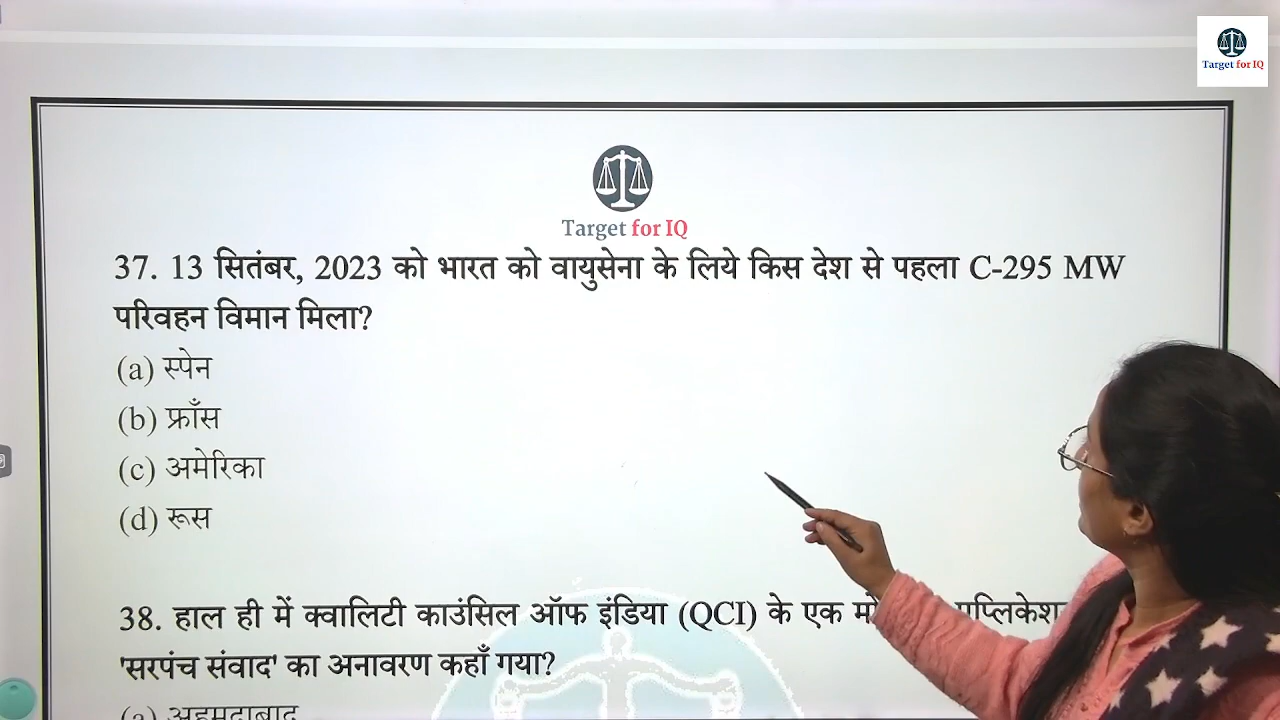 Target for IQ
Target for IQ
37. 13 सितंबर, 2023 को भारत को वायुसेना के लिये किस देश से पहला C-295 MW
परिवहन विमान मिला?
(a) स्पेन
(b) फ्राँस
(c) अमेरिका
(d) रूस
38. हाल ही में क्वालिटी काउंसिल ऑफ इंडिया (QCI) के एक
'सरपंच संवाद' का अनावरण कहाँ गया?
(a) अहमदाबाद